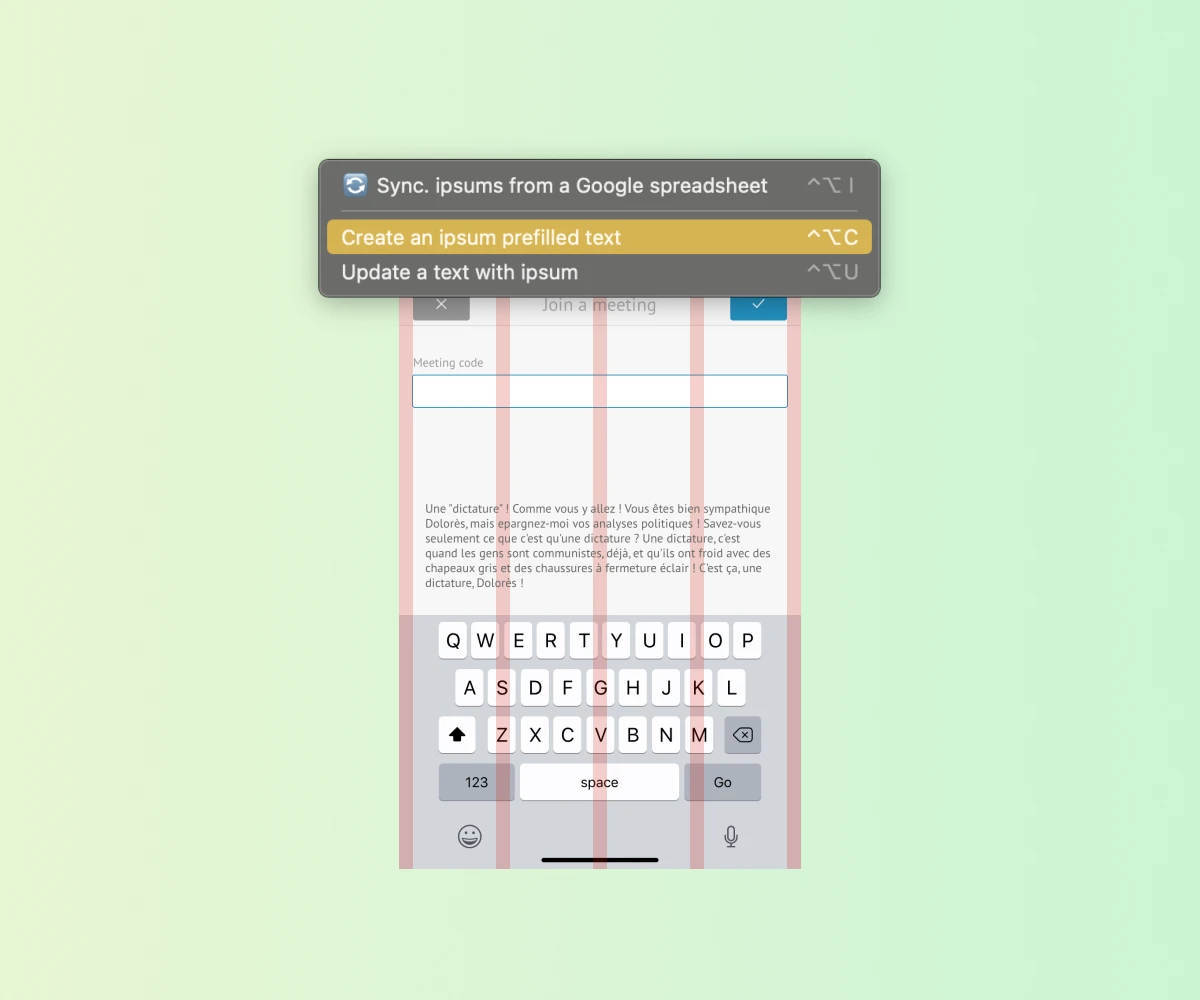 Sync. ipsums from a Google spreadsheet ^⌥ I
Create an ipsum prefilled text ^⌥C
Update a text with ipsum ^⌥U
Join a meeting
Meeting code
Une "dictature" ! Comme vous y allez ! Vous êtes bien sympathique
Dolorès, mais epargnez-moi vos analyses politiques ! Savez-vous
seulement ce que c'est qu'une dictature ? Une dictature, c'est
quand les gens sont communistes, déjà, et qu'ils ont froid avec des
chapeaux gris et des chaussures à fermeture éclair ! C'est ça, une
dictature, Dolorès !
Q W E R T Y U I O P
A S D F G H J K L
Z X C V B N M
123 space Go